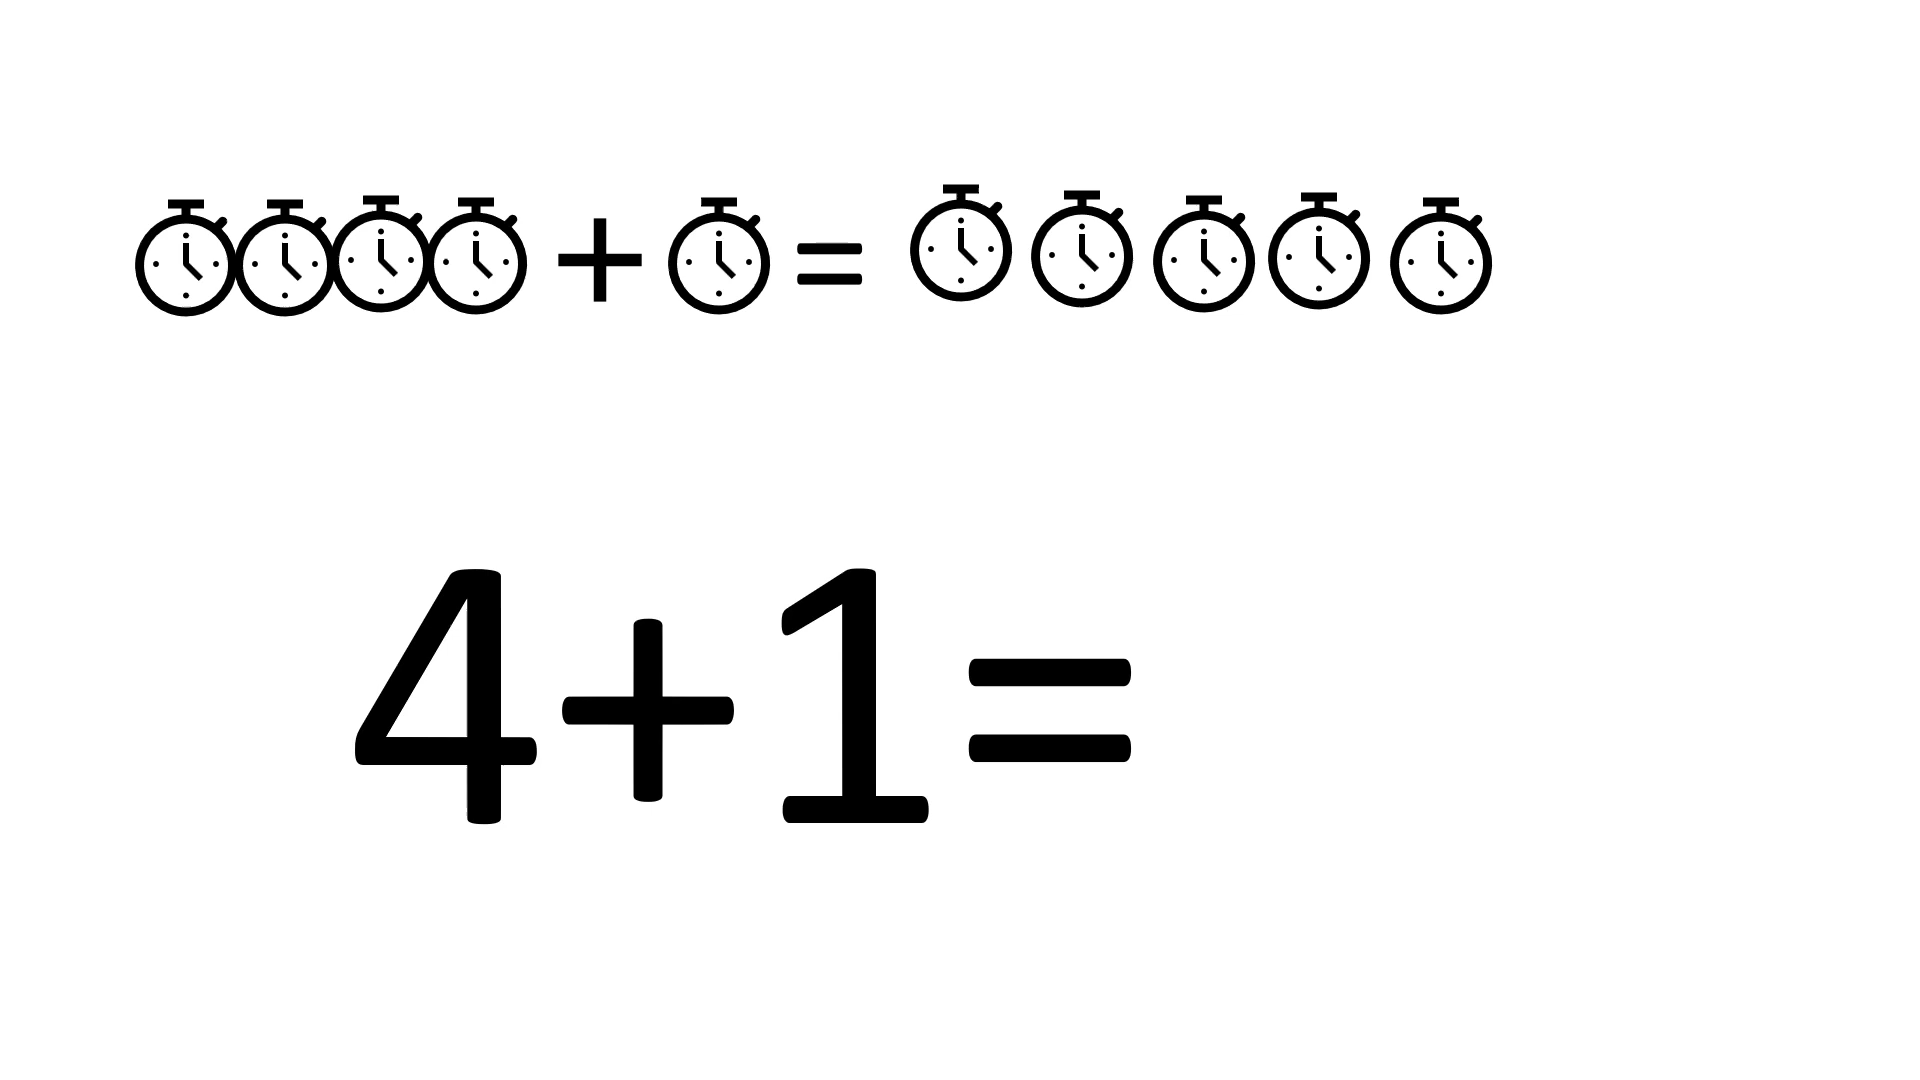 + =
4+1=